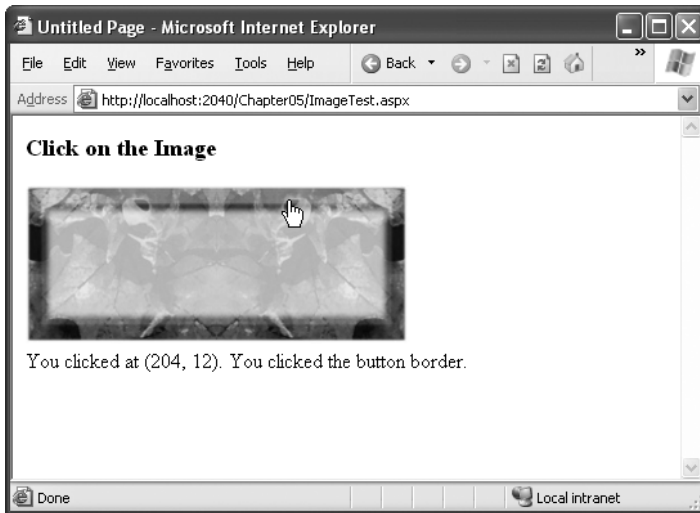 Untitled Page - Microsoft Internet Explorer
File Edit View Favorites Tools Help Back »
Address http://localhost:2040/Chapter05/ImageTest.aspx
Click on the Image
You clicked at (204, 12). You clicked the button border.
Done Local intranet